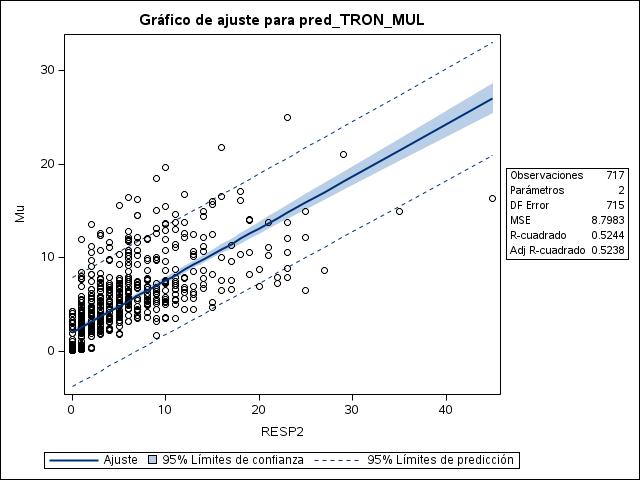 Gráfico de ajuste para pred_TRON_MUL
30
20
10
0
Mu
0 10 20 30 40
RESP2
Observaciones 717
Parámetros 2
DF Error 715
MSE 8.7983
R-cuadrado 0.5244
Adj R-cuadrado 0.5238
Ajuste 95% Límites de confianza 95% Límites de predicción